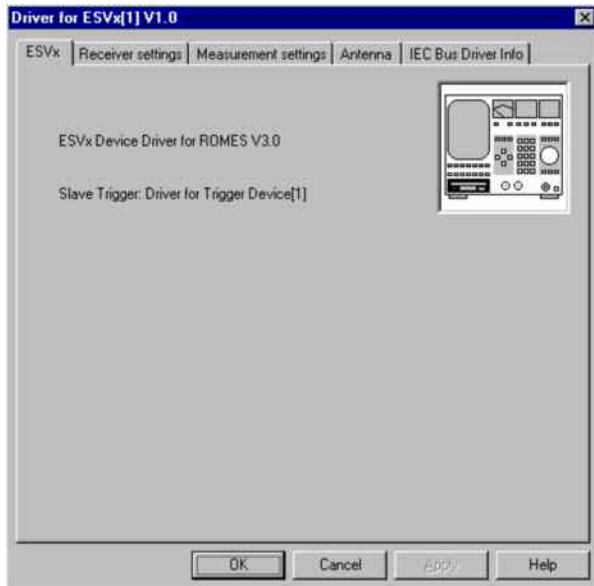 Driver for ESVx[1] V1.0
ESVx Receiver settings Measurement settings Antenna IEC Bus Driver Info
ESVx Device Driver for ROMES V3.0
Slave Trigger: Driver for Trigger Device[1]
OK Cancel Apply Help